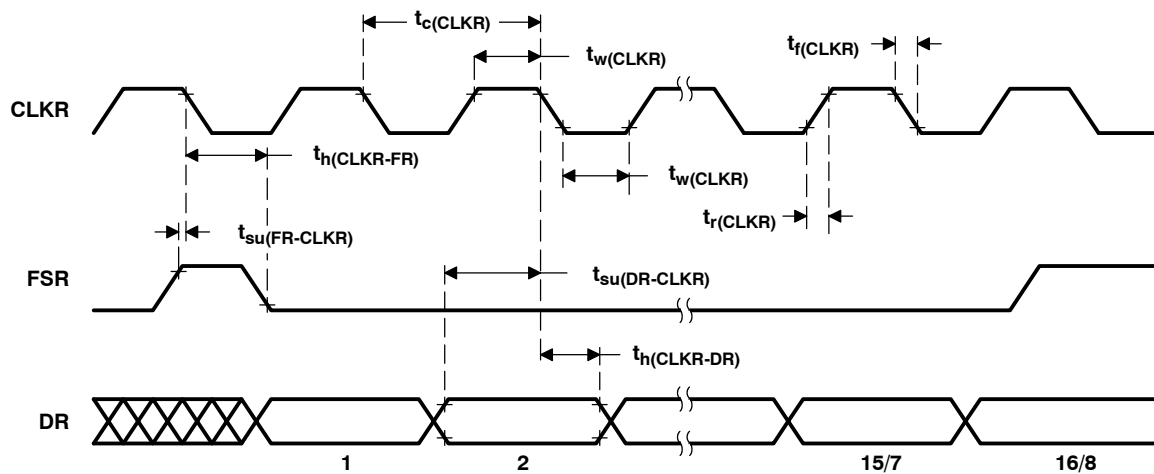 tc(CLKR)
tw(CLKR)
tf(CLKR)
CLKR
th(CLKR-FR)
tw(CLKR)
tr(CLKR)
tsu(FR-CLKR)
FSR
tsu(DR-CLKR)
th(CLKR-DR)
DR
1 2 15/7 16/8